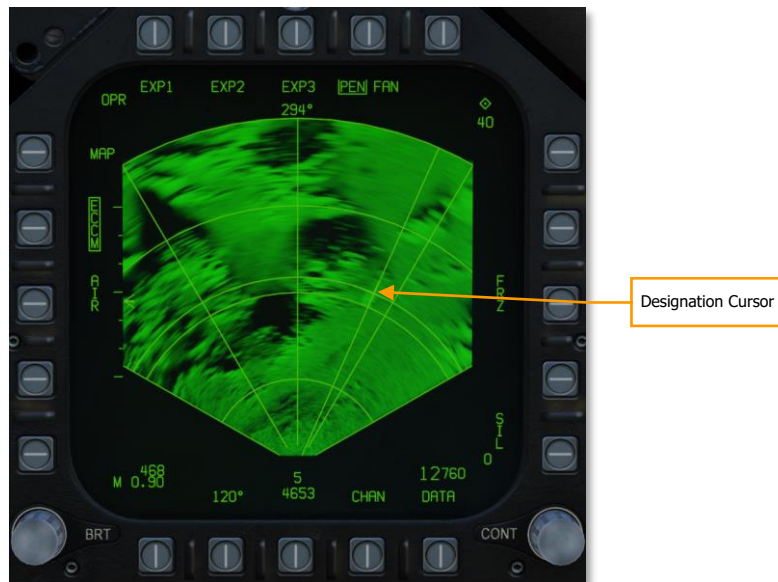 EXP1 EXP2 EXP3 PEN FAN
OPR
294°
40
MAP
ECCM
AIR
FRZ
Designation Cursor
SIL
0
468
M 0.90
5
12760
120°
4653
CHAN
DATA
BRT
CONT